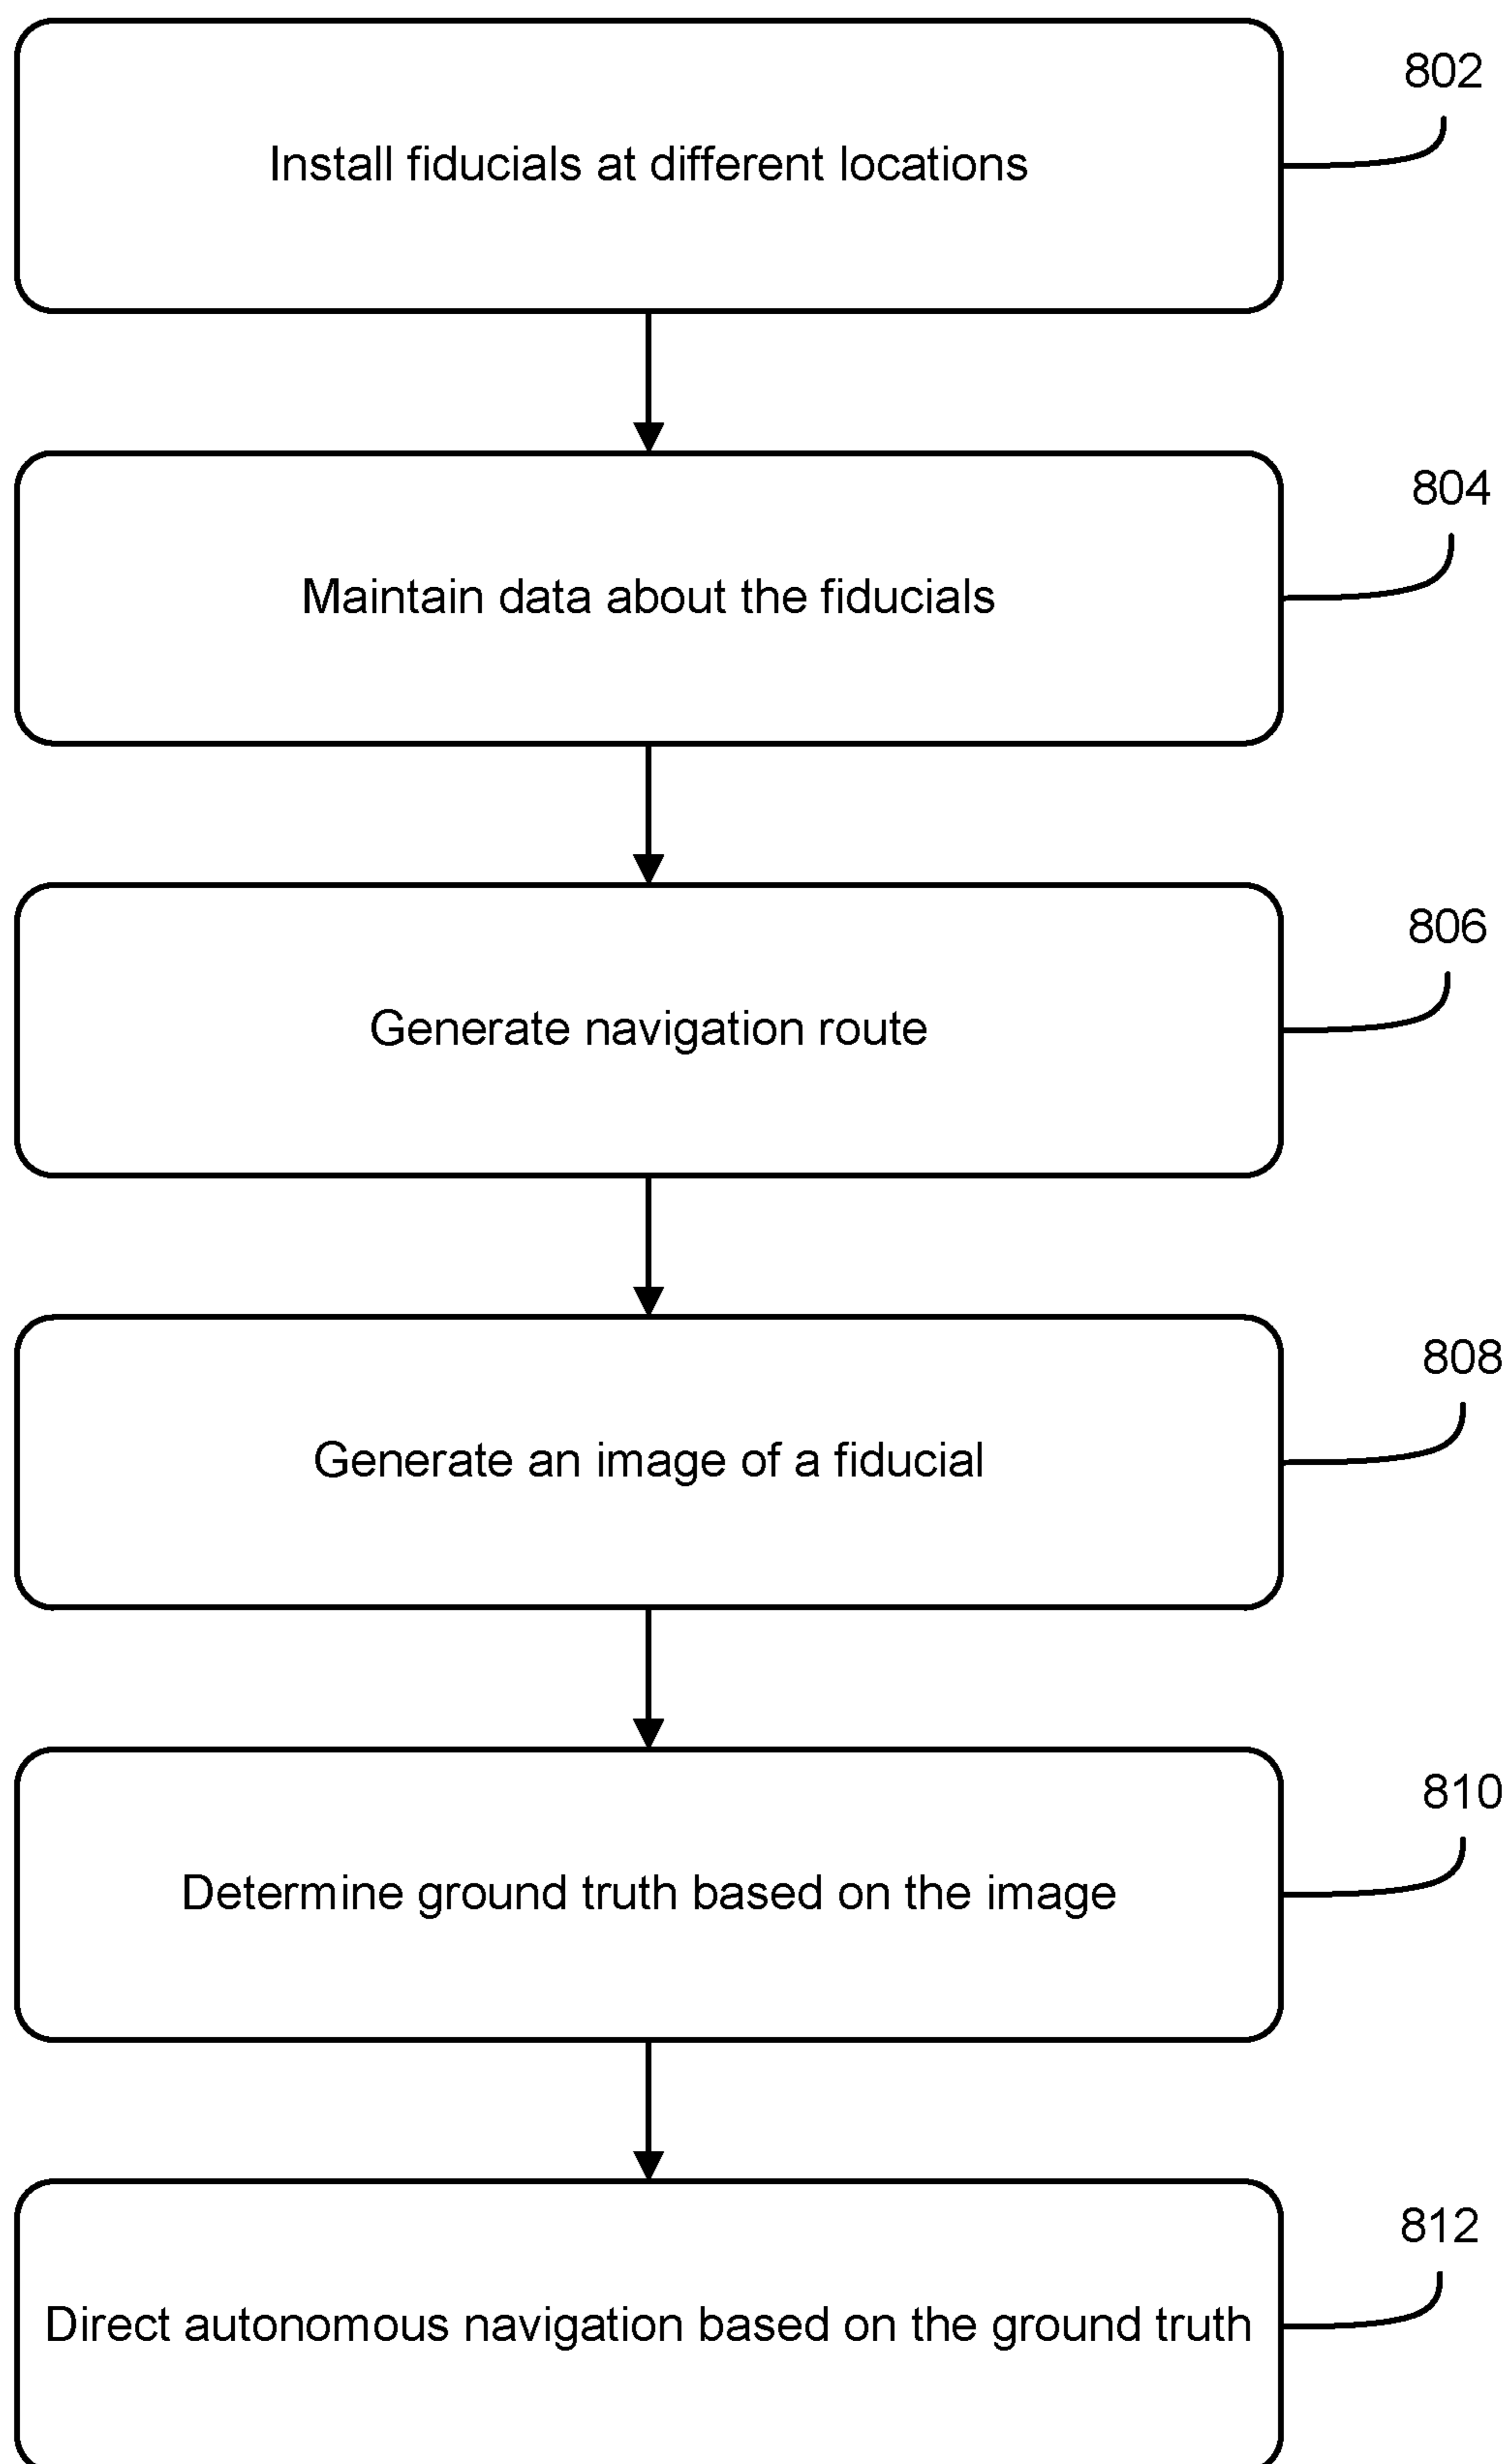 802
Install fiducials at different locations
804
Maintain data about the fiducials
806
Generate navigation route
808
Generate an image of a fiducial
810
Determine ground truth based on the image
812
Direct autonomous navigation based on the ground truth